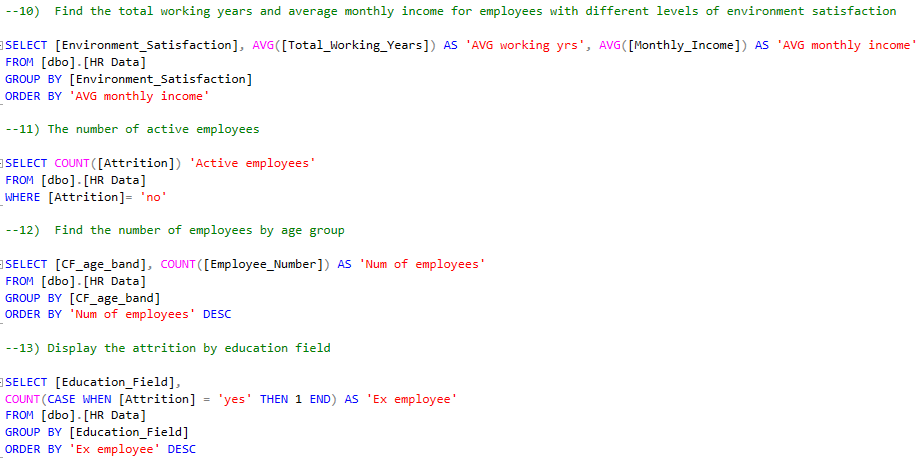 --10)  Find the total working years and average monthly income for employees with different levels of environment satisfaction
SELECT [Environment_Satisfaction], AVG([Total_Working_Years]) AS 'AVG working yrs', AVG([Monthly_Income]) AS 'AVG monthly income'
FROM [dbo].[HR Data]
GROUP BY [Environment_Satisfaction]
ORDER BY 'AVG monthly income'
--11) The number of active employees
SELECT COUNT([Attrition]) 'Active employees'
FROM [dbo].[HR Data]
WHERE [Attrition]= 'no'
--12)  Find the number of employees by age group
SELECT [CF_age_band], COUNT([Employee_Number]) AS 'Num of employees'
FROM [dbo].[HR Data]
GROUP BY [CF_age_band]
ORDER BY 'Num of employees' DESC
--13) Display the attrition by education field
SELECT [Education_Field],
COUNT(CASE WHEN [Attrition] = 'yes' THEN 1 END) AS 'Ex employee'
FROM [dbo].[HR Data]
GROUP BY [Education_Field]
ORDER BY 'Ex employee' DESC